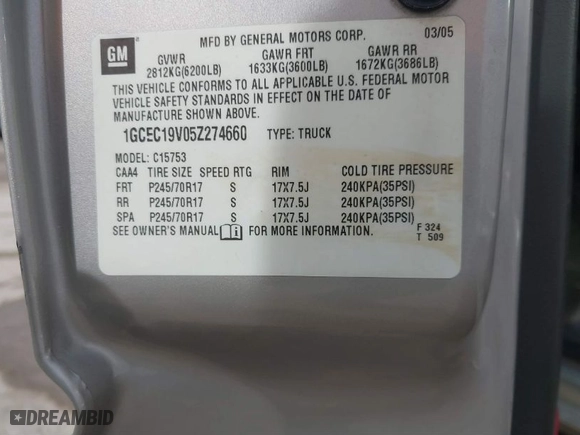 GM
MFD BY GENERAL MOTORS CORP. 03/05
GVWR GAWR FRT GAWR RR
2812KG(6200LB) 1633KG(3600LB) 1672KG(3686LB)
THIS VEHICLE CONFORMS TO ALL APPLICABLE U.S. FEDERAL MOTOR
VEHICLE SAFETY STANDARDS IN EFFECT ON THE DATE OF
MANUFACTURE SHOWN ABOVE.
1GCEC19V05Z274660 TYPE: TRUCK
MODEL: C15753
CAA4 TIRE SIZE SPEED RTG RIM COLD TIRE PRESSURE
FRT P245/70R17 S 17X7.5J 240KPA(35PSI)
RR P245/70R17 S 17X7.5J 240KPA(35PSI)
SPA P245/70R17 S 17X7.5J 240KPA(35PSI)
SEE OWNER'S MANUAL i FOR MORE INFORMATION.
F 324
T 509
DREAMBID